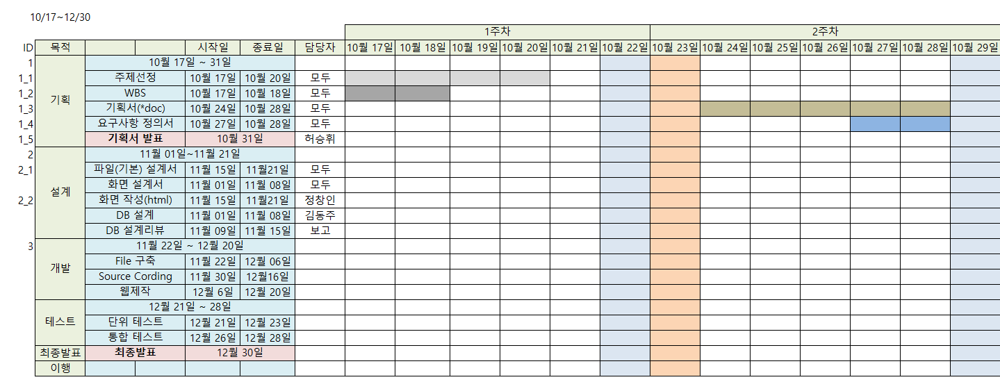 10/17~12/30
1주차 2주차
ID 목적 시작일 종료일 담당자 10월 17일 10월 18일 10월 19일 10월 20일 10월 21일 10월 22일 10월 23일 10월 24일 10월 25일 10월 26일 10월 27일 10월 28일 10월 29일
1 10월 17일 ~ 31일
1_1 주제선정 10월 17일 10월 20일 모두
1_2 기획 WBS 10월 17일 10월 18일 모두
1_3 기획서(*doc) 10월 24일 10월 28일 모두
1_4 요구사항 정의서 10월 27일 10월 28일 모두
1_5 기획서 발표 10월 31일 허승휘
2 11월 01일~11월 21일
2_1 파일(기본) 설계서 11월 15일 11월21일 모두
설계 화면 설계서 11월 01일 11월 08일 모두
2_2 화면 작성(html) 11월 15일 11월21일 정창인
DB 설계 11월 01일 11월 08일 김동주
DB 설계리뷰 11월 09일 11월 15일 보고
3 11월 22일 ~ 12월 20일
개발 File 구축 11월 22일 12월 06일
Source Cording 11월 30일 12월16일
웹제작 12월 6일 12월 20일
12월 21일 ~ 28일
테스트 단위 테스트 12월 21일 12월 23일
통합 테스트 12월 26일 12월 28일
최종발표 최종발표 12월 30일
이행